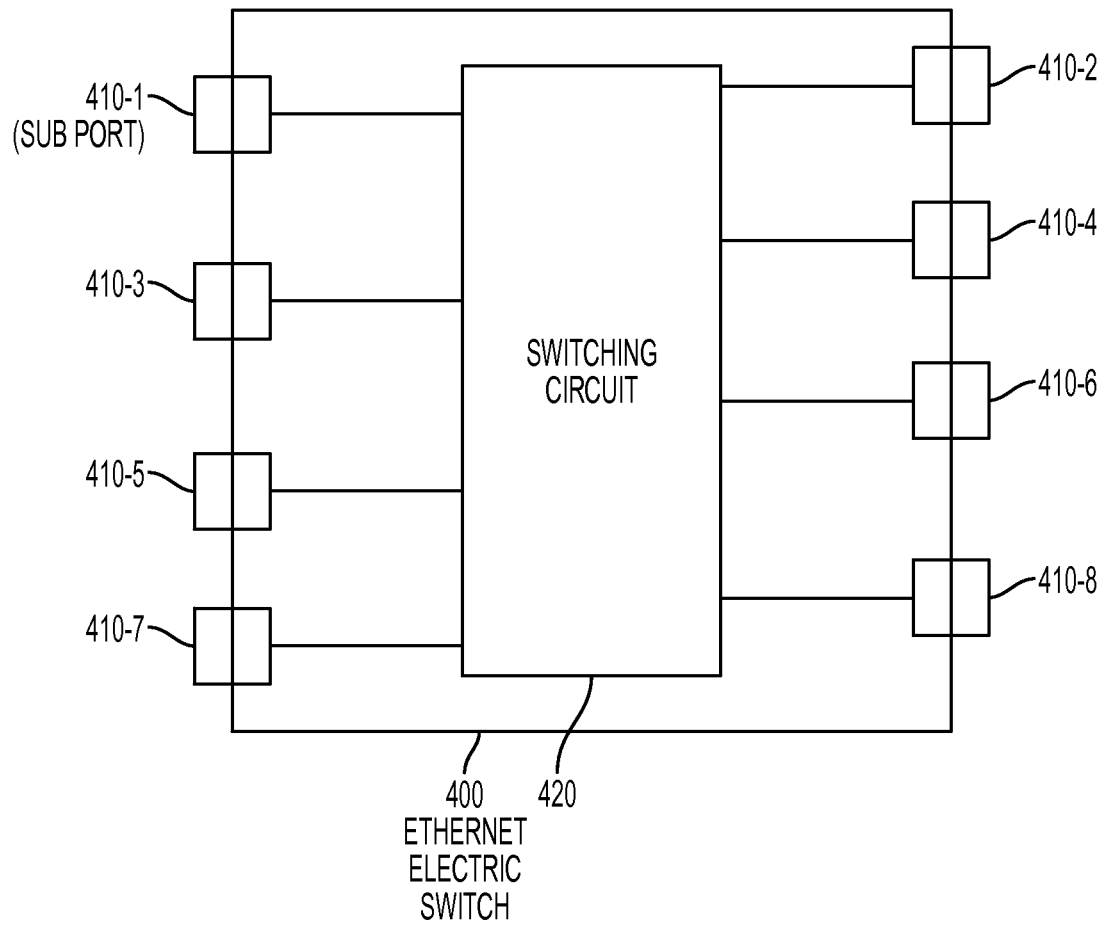 410-1
(SUB PORT)
410-3
410-5
410-7
SWITCHING
CIRCUIT
410-2
410-4
410-6
410-8
400
ETHERNET
ELECTRIC
SWITCH
420